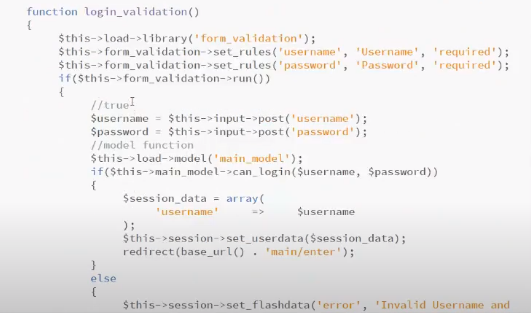 function login_validation()
{
$this->load->library('form_validation');
$this->form_validation->set_rules('username', 'Username', 'required');
$this->form_validation->set_rules('password', 'Password', 'required');
if($this->form_validation->run())
{
//true
$username = $this->input->post('username');
$password = $this->input->post('password');
//model function
$this->load->model('main_model');
if($this->main_model->can_login($username, $password))
{
$session_data = array(
'username' => $username
);
$this->session->set_userdata($session_data);
redirect(base_url() . 'main/enter');
}
else
{
$this->session->set_flashdata('error', 'Invalid Username and